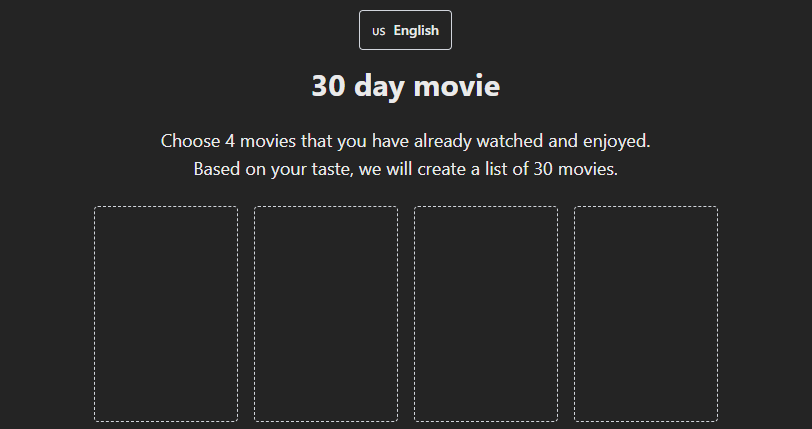 US English
30 day movie
Choose 4 movies that you have already watched and enjoyed.
Based on your taste, we will create a list of 30 movies.